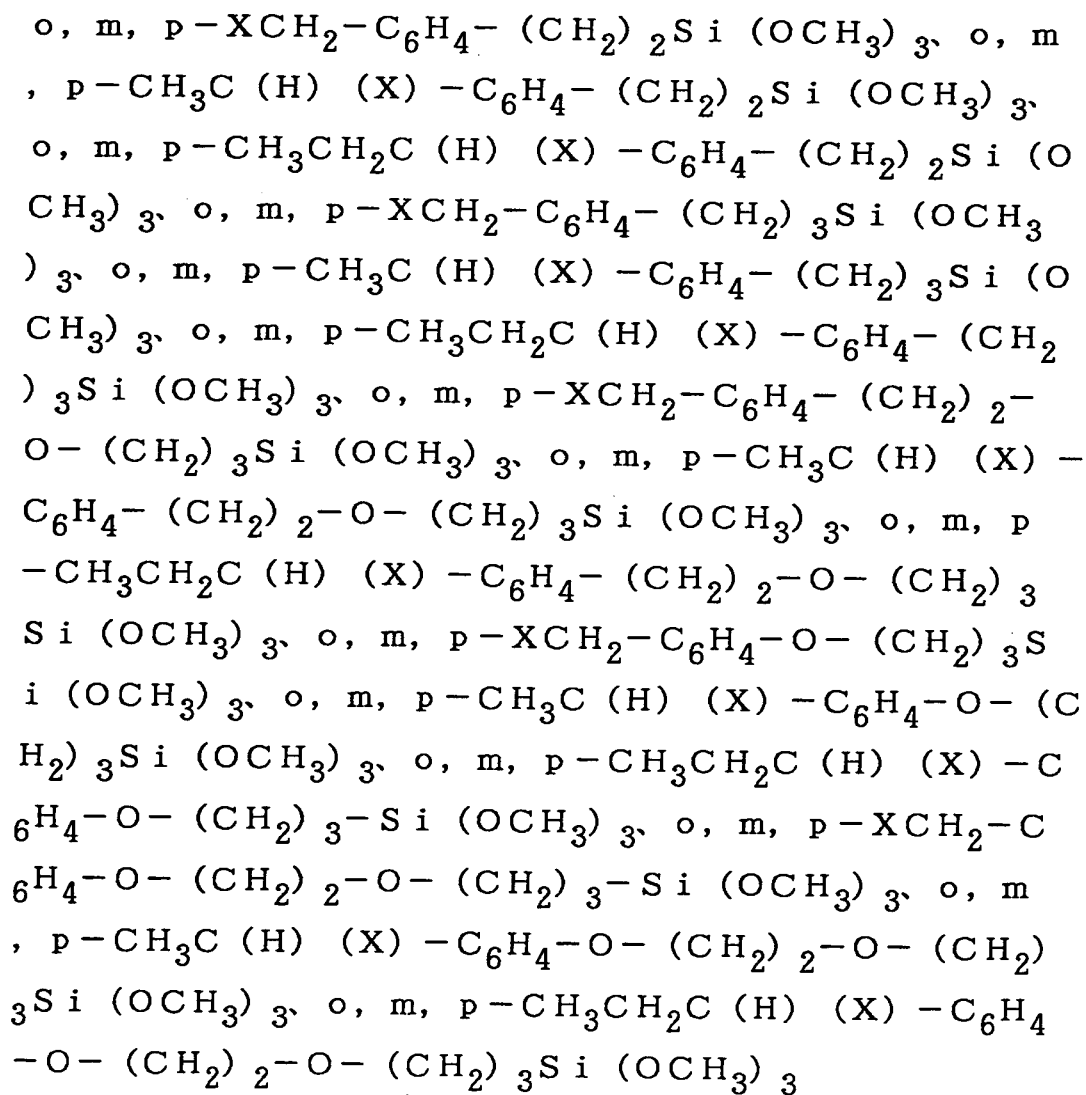 o, m, p－XCH₂－C₆H₄－ (CH₂) ₂Si (OCH₃) ₃、o, m
, p－CH₃C (H) (X) －C₆H₄－ (CH₂) ₂Si (OCH₃) ₃、
o, m, p－CH₃CH₂C (H) (X) －C₆H₄－ (CH₂) ₂Si (O
CH₃) ₃、o, m, p－XCH₂－C₆H₄－ (CH₂) ₃Si (OCH₃
) ₃、o, m, p－CH₃C (H) (X) －C₆H₄－ (CH₂) ₃Si (O
CH₃) ₃、o, m, p－CH₃CH₂C (H) (X) －C₆H₄－ (CH₂
) ₃Si (OCH₃) ₃、o, m, p－XCH₂－C₆H₄－ (CH₂) ₂－
O－ (CH₂) ₃Si (OCH₃) ₃、o, m, p－CH₃C (H) (X) －
C₆H₄－ (CH₂) ₂－O－ (CH₂) ₃Si (OCH₃) ₃、o, m, p
－CH₃CH₂C (H) (X) －C₆H₄－ (CH₂) ₂－O－ (CH₂) ₃
Si (OCH₃) ₃、o, m, p－XCH₂－C₆H₄－O－ (CH₂) ₃S
i (OCH₃) ₃、o, m, p－CH₃C (H) (X) －C₆H₄－O－ (C
H₂) ₃Si (OCH₃) ₃、o, m, p－CH₃CH₂C (H) (X) －C
₆H₄－O－ (CH₂) ₃－Si (OCH₃) ₃、o, m, p－XCH₂－C
₆H₄－O－ (CH₂) ₂－O－ (CH₂) ₃－Si (OCH₃) ₃、o, m
, p－CH₃C (H) (X) －C₆H₄－O－ (CH₂) ₂－O－ (CH₂)
₃Si (OCH₃) ₃、o, m, p－CH₃CH₂C (H) (X) －C₆H₄
－O－ (CH₂) ₂－O－ (CH₂) ₃Si (OCH₃) ₃